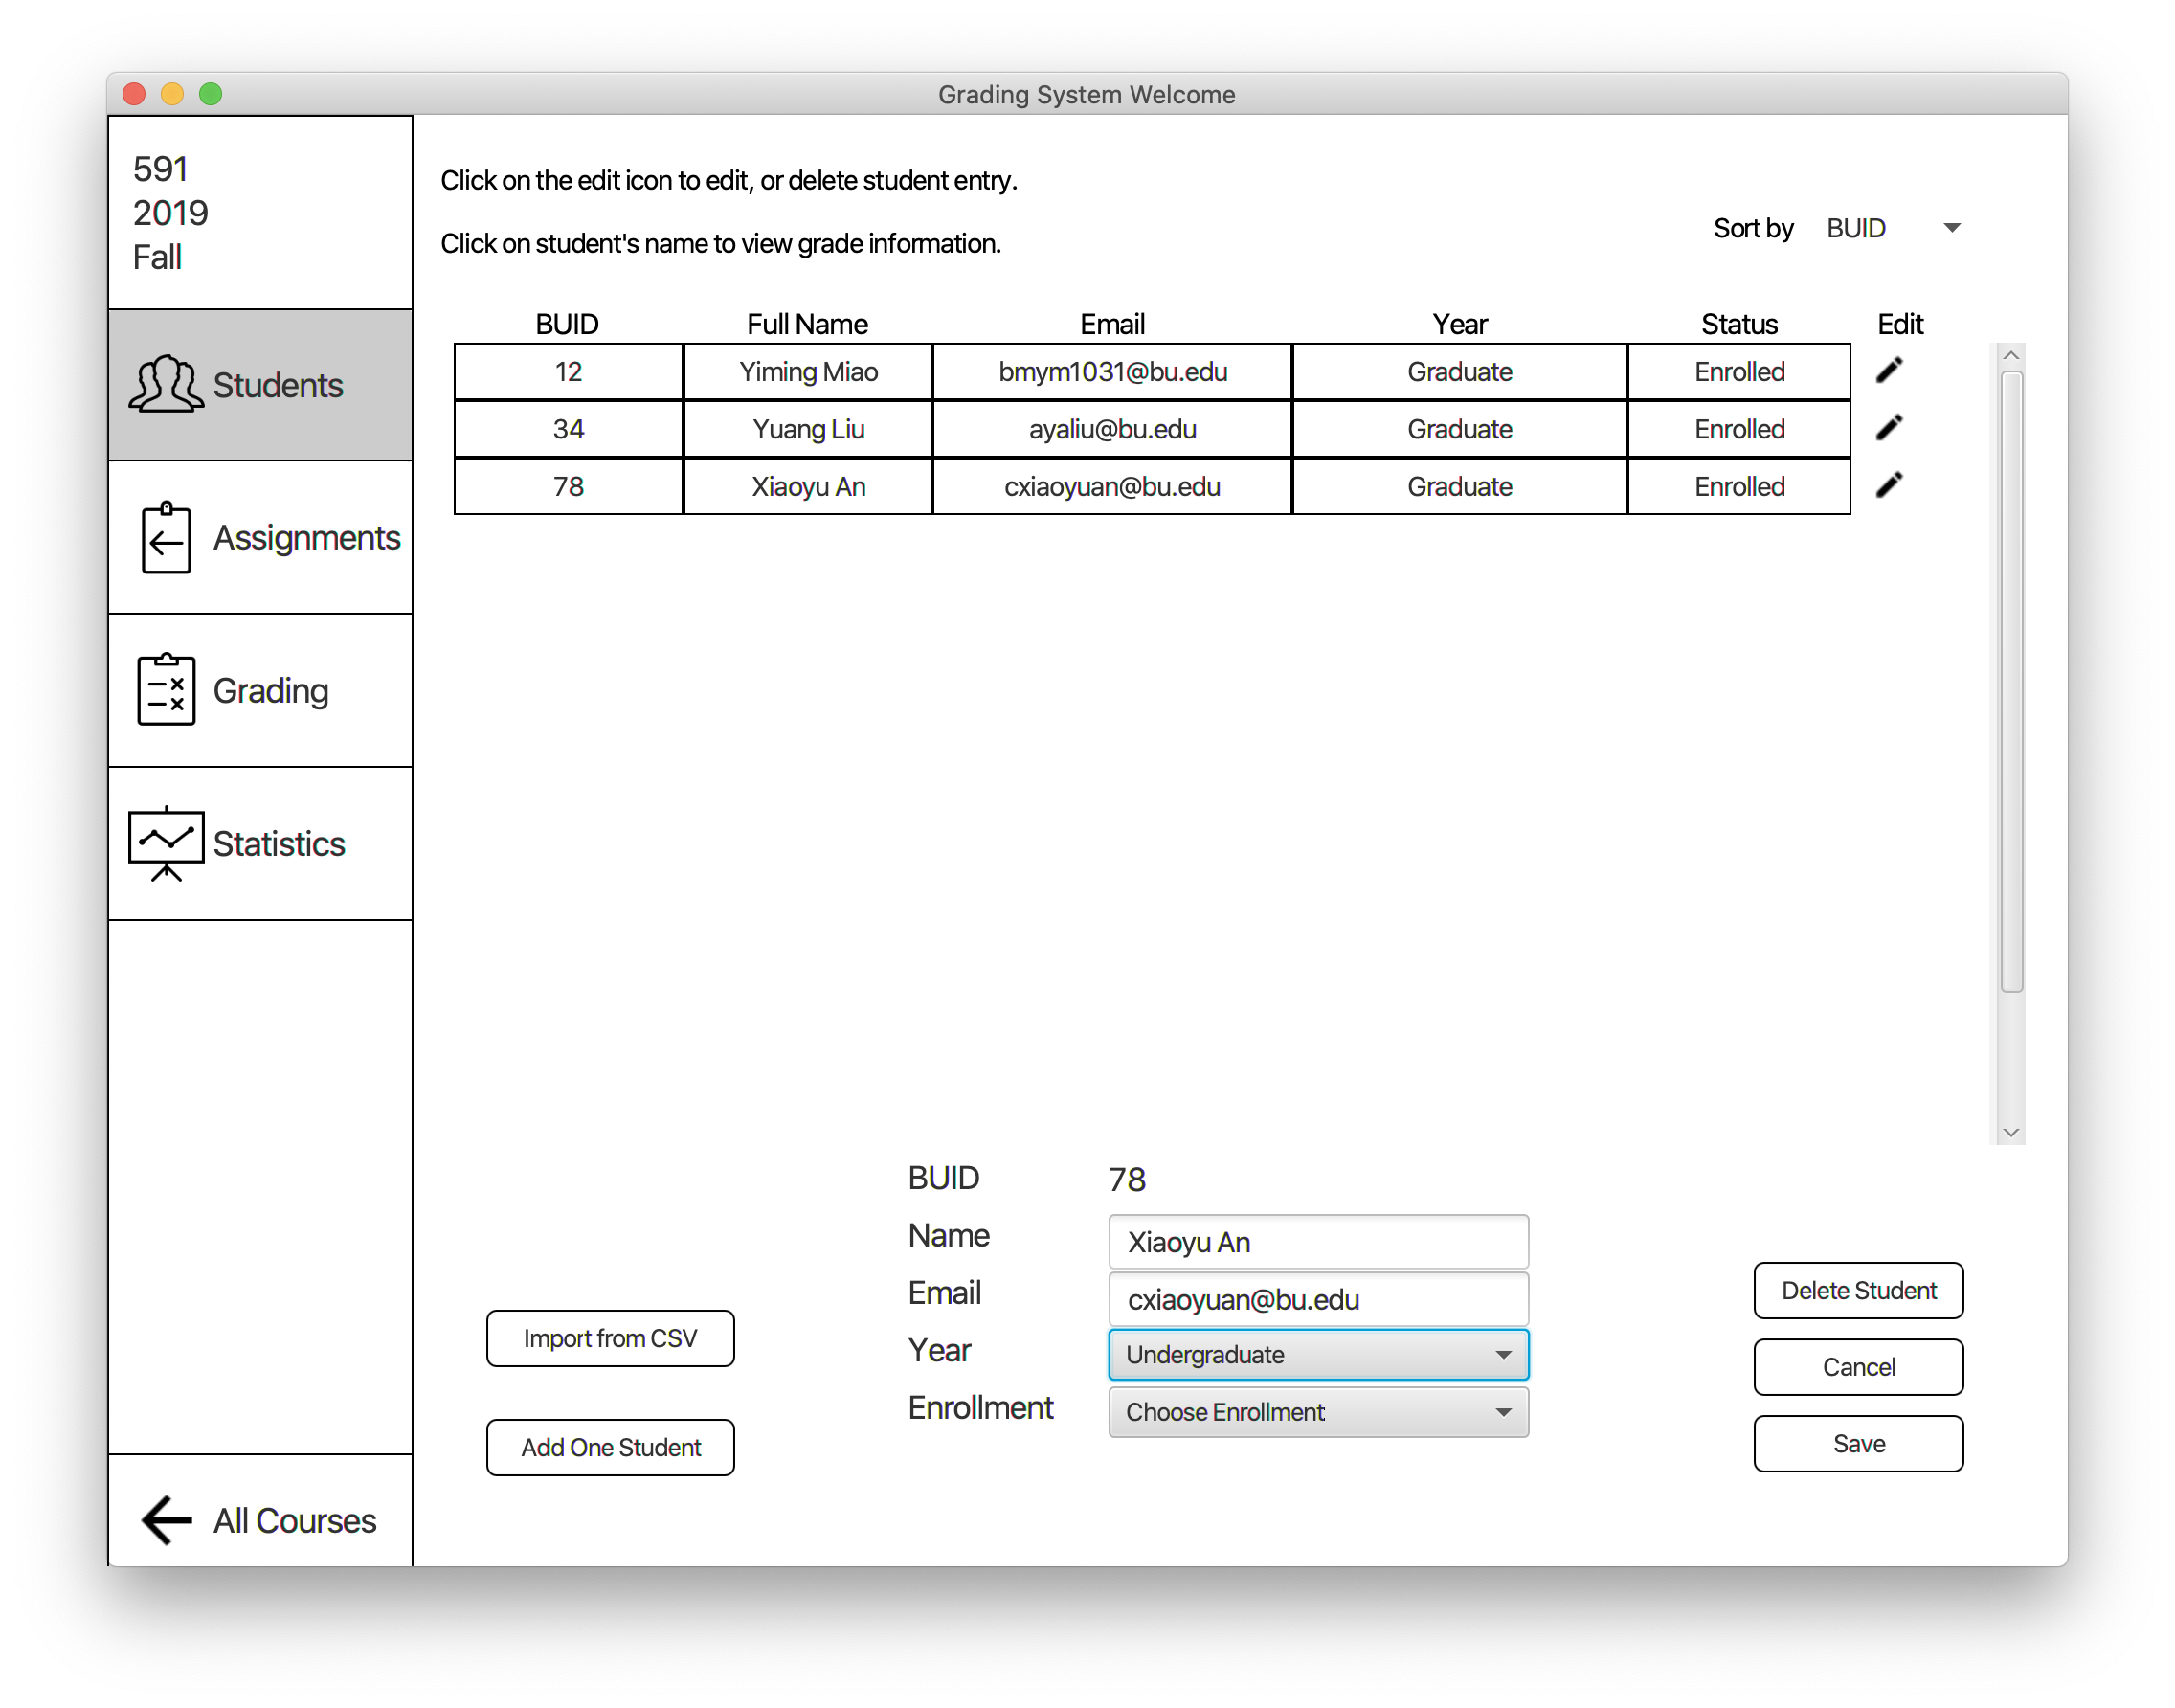 Grading System Welcome
591
2019
Fall
Students
Assignments
Grading
Statistics
All Courses
Click on the edit icon to edit, or delete student entry.
Click on student's name to view grade information.
Sort by BUID
BUID Full Name Email Year Status Edit
12 Yiming Miao bmym1031@bu.edu Graduate Enrolled
34 Yuang Liu ayaliu@bu.edu Graduate Enrolled
78 Xiaoyu An cxiaoyuan@bu.edu Graduate Enrolled
BUID 78
Name Xiaoyu An
Email cxiaoyuan@bu.edu
Year Undergraduate
Enrollment Choose Enrollment
Import from CSV
Add One Student
Delete Student
Cancel
Save